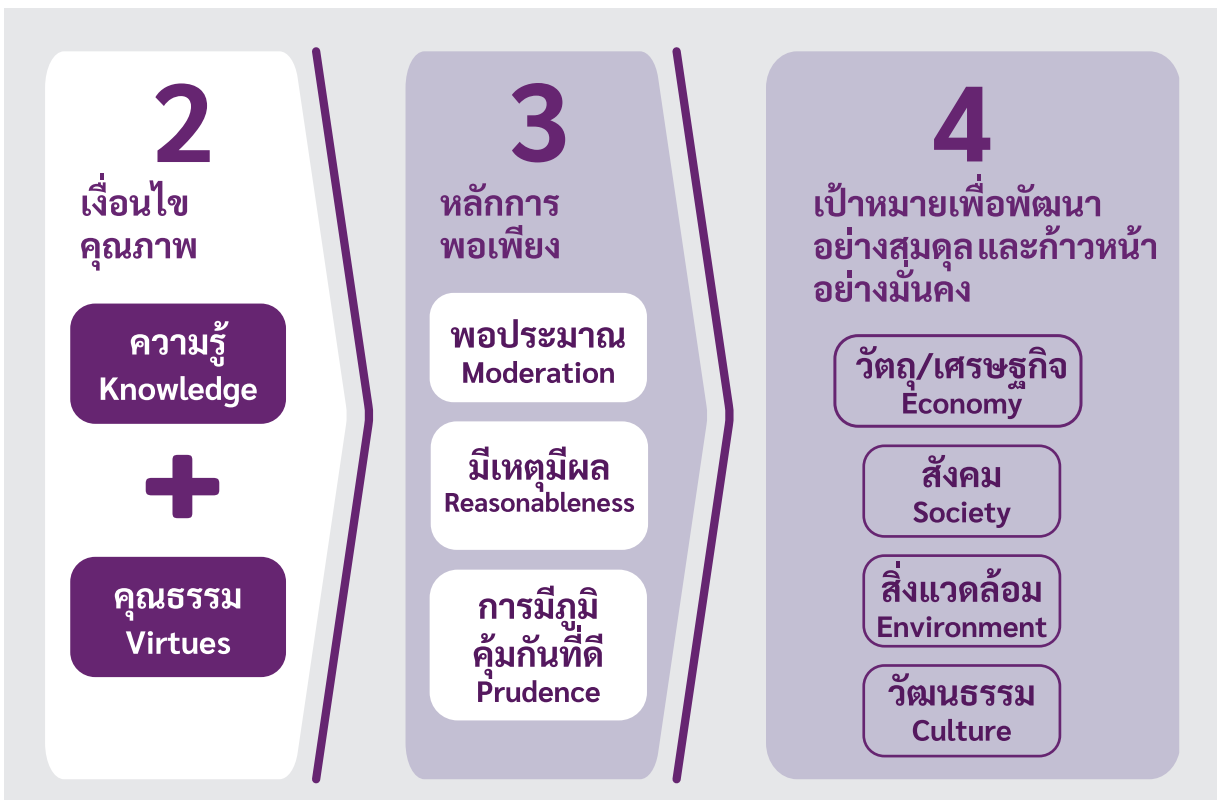 2
เงื่อนไข
คุณภาพ
ความรู้
Knowledge
+
คุณธรรม
Virtues
3
หลักการ
พอเพียง
พอประมาณ
Moderation
มีเหตุมีผล
Reasonableness
การมีภูมิ
คุ้มกันที่ดี
Prudence
4
เป้าหมายเพื่อพัฒนา
อย่างสมดุล และก้าวหน้า
อย่างมั่นคง
วัตถุ/เศรษฐกิจ
Economy
สังคม
Society
สิ่งแวดล้อม
Environment
วัฒนธรรม
Culture